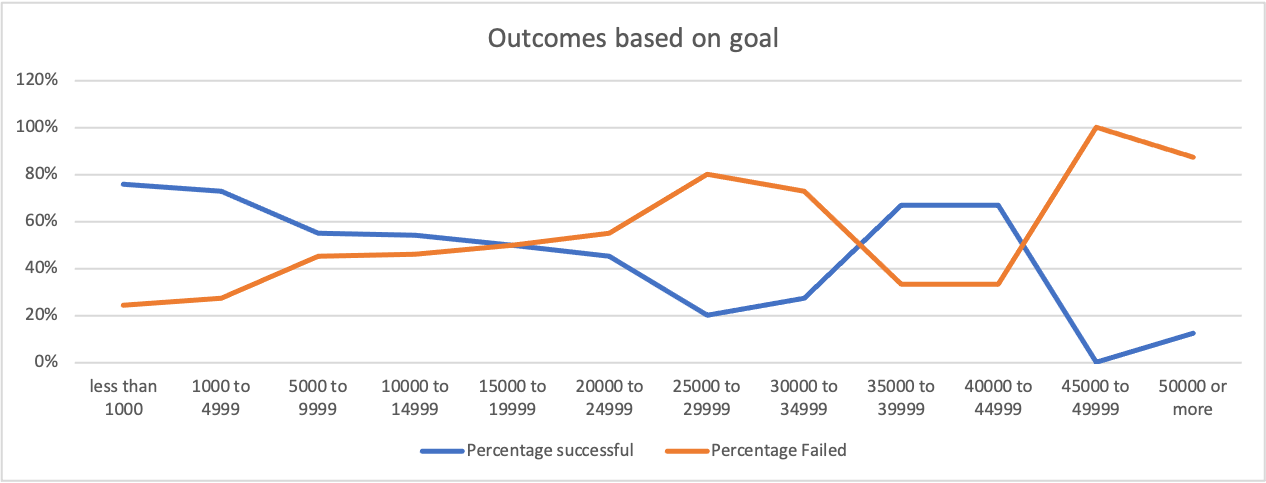 Outcomes based on goal
120%
100%
80%
60%
40%
20%
0%
less than 1000
1000 to 4999
5000 to 9999
10000 to 14999
15000 to 19999
20000 to 24999
25000 to 29999
30000 to 34999
35000 to 39999
40000 to 44999
45000 to 49999
50000 or more
Percentage successful
Percentage Failed